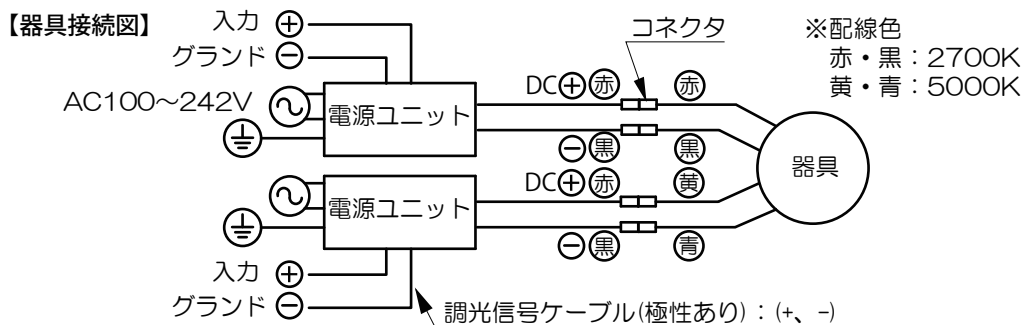 【器具接続図】
入力 ⊕
グランド ⊖
AC100〜242V
電源ユニット
コネクタ
DC⊕ 赤 赤
⊖ 黒 黒
※配線色
赤・黒：2700K
黄・青：5000K
器具
電源ユニット
DC⊕ 赤 黄
⊖ 黒 青
入力 ⊕
グランド ⊖
調光信号ケーブル(極性あり)：(+、-)